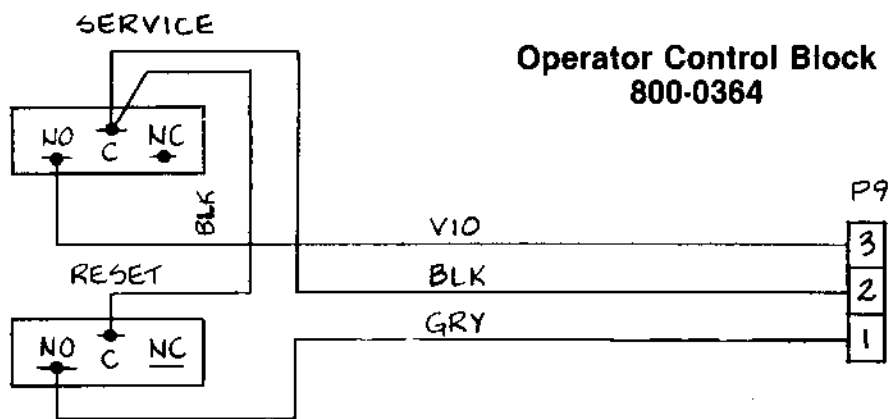 SERVICE
Operator Control Block
800-0364
NO C NC
BLK
P9
VIO
3
RESET
BLK
2
GRY
1
NO C NC